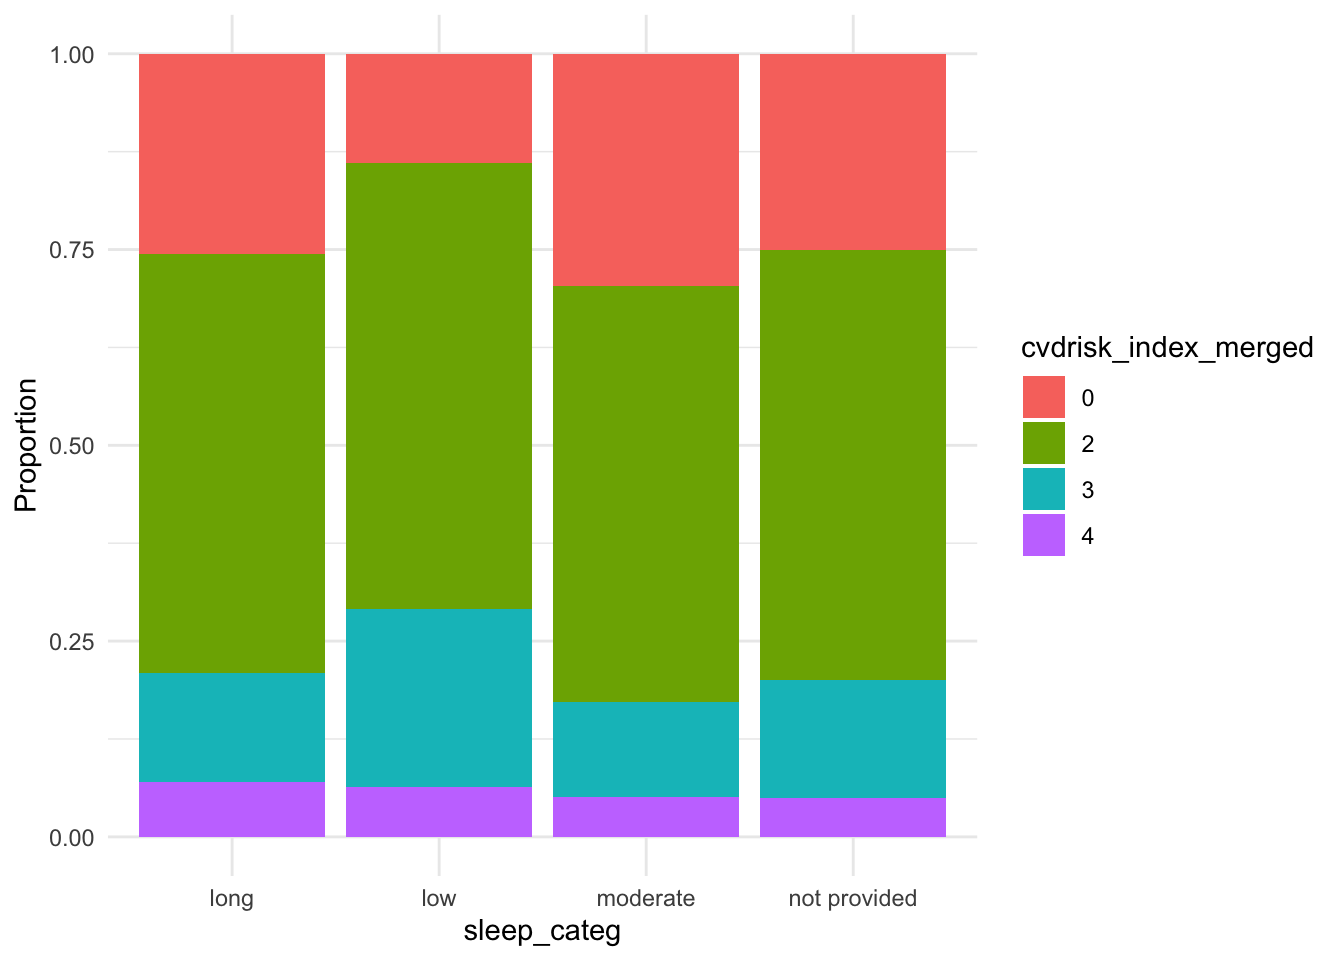 1.00
0.75
0.50
0.25
0.00
Proportion
long
low
moderate
not provided
sleep_categ
cvdrisk_index_merged
0
2
3
4